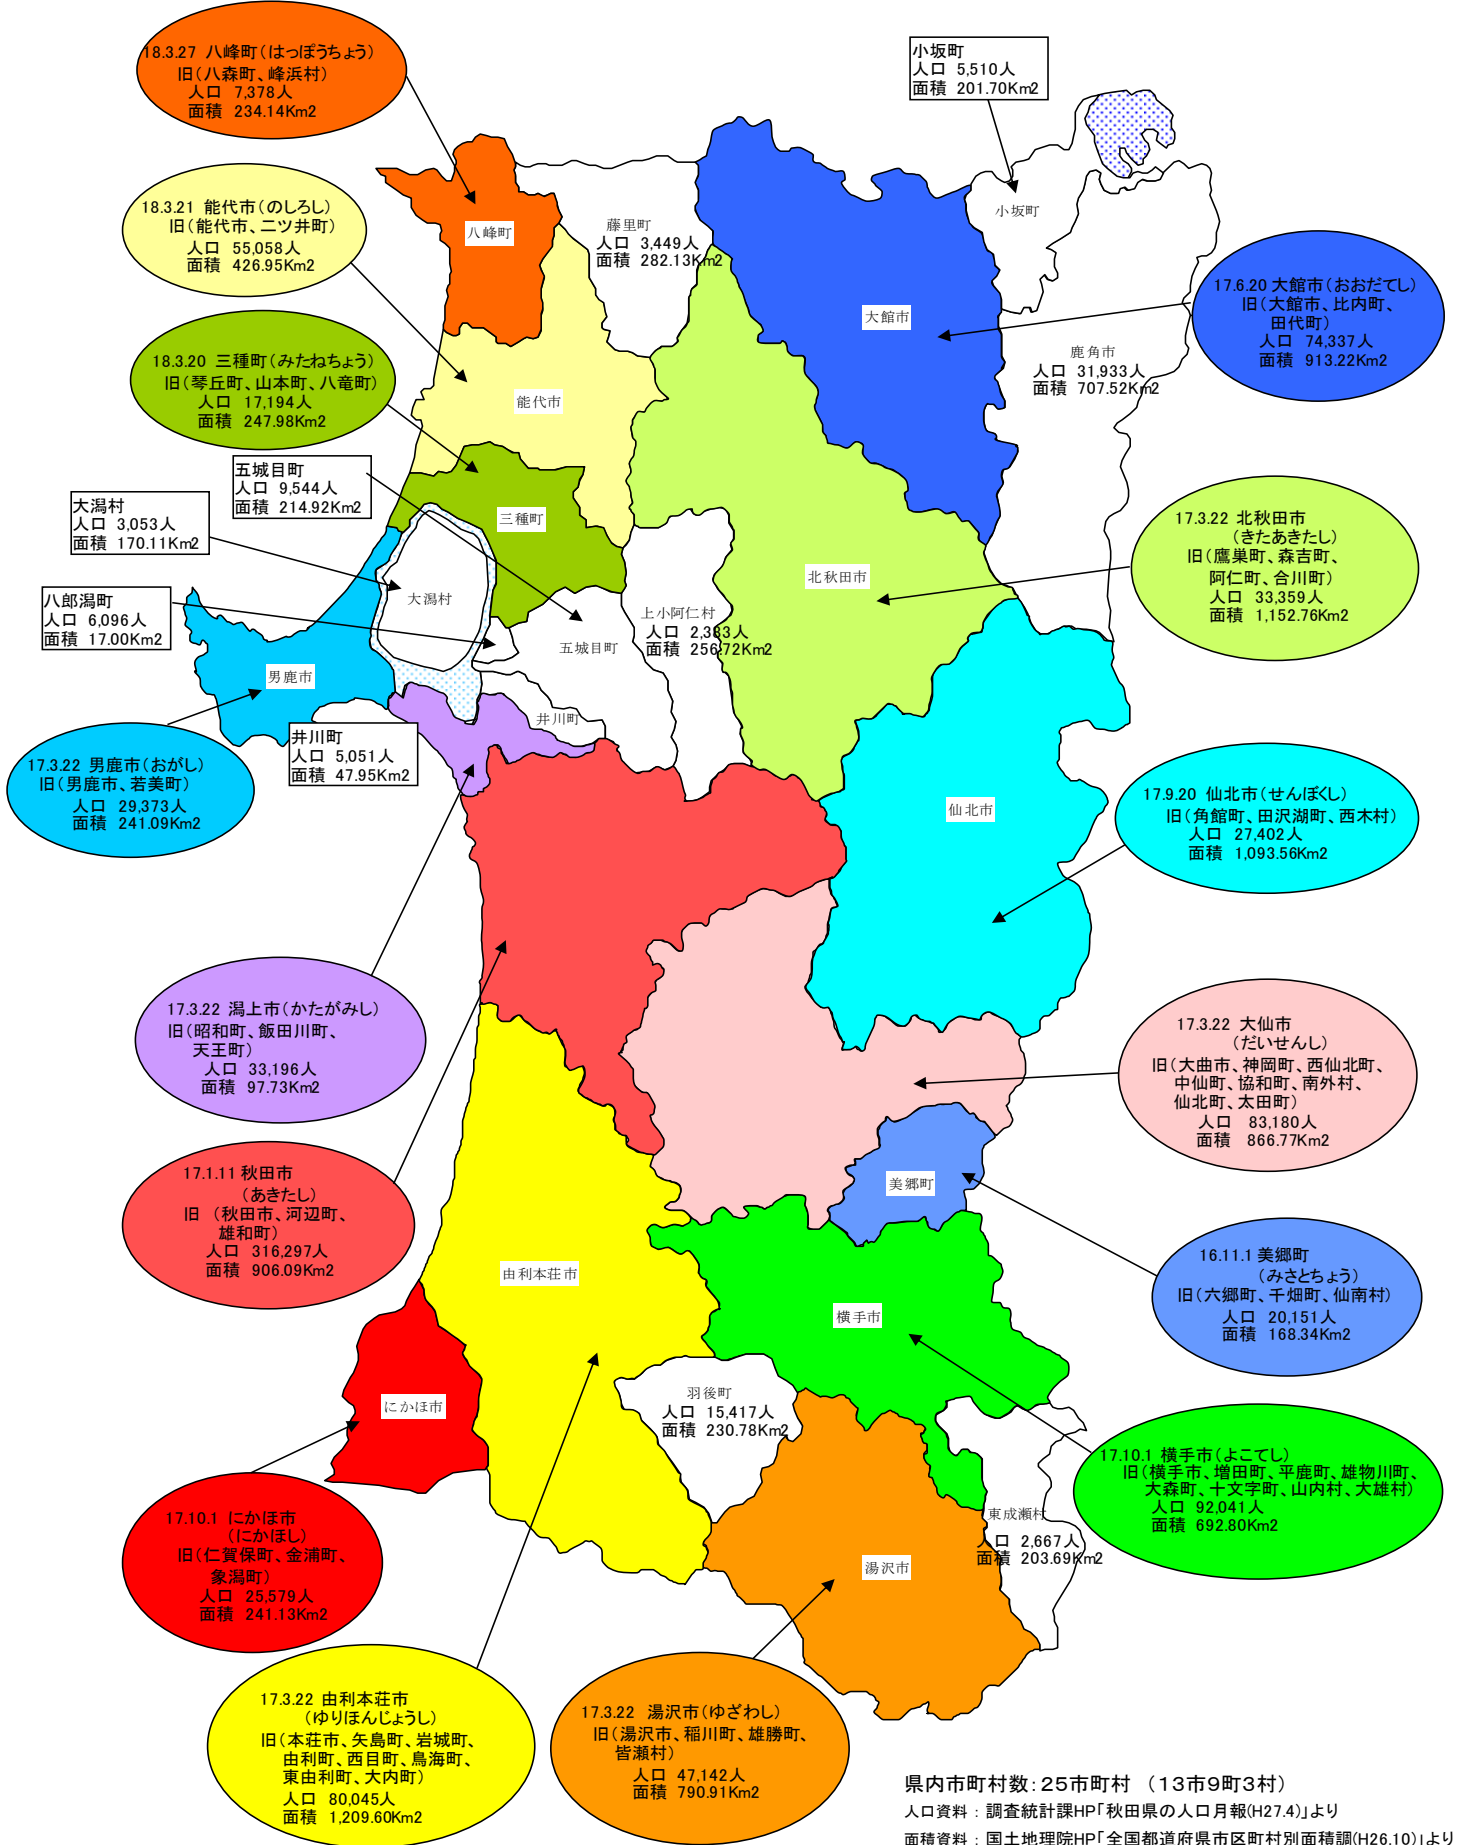 18.3.27 八峰町(はっぽうちょう)
旧(八森町、峰浜村)
人口 7,378人
面積 234.14Km2
小坂町
人口 5,510人
面積 201.70Km2
18.3.21 能代市(のしろし)
旧(能代市、二ツ井町)
人口 55,058人
面積 426.95Km2
八峰町
藤里町
人口 3,449人
面積 282.13Km2
小坂町
大館市
17.6.20 大館市(おおだてし)
旧(大館市、比内町、
田代町)
人口 74,337人
面積 913.22Km2
鹿角市
人口 31,933人
面積 707.52Km2
18.3.20 三種町(みたねちょう)
旧(琴丘町、山本町、八竜町)
人口 17,194人
面積 247.98Km2
能代市
五城目町
人口 9,544人
面積 214.92Km2
大潟村
人口 3,053人
面積 170.11Km2
三種町
17.3.22 北秋田市
(きたあきたし)
旧(鷹巣町、森吉町、
阿仁町、合川町)
人口 33,359人
面積 1,152.76Km2
北秋田市
八郎潟町
人口 6,096人
面積 17.00Km2
大潟村
上小阿仁村
人口 2,383人
面積 256.72Km2
五城目町
男鹿市
井川町
井川町
人口 5,051人
面積 47.95Km2
17.3.22 男鹿市(おがし)
旧(男鹿市、若美町)
人口 29,373人
面積 241.09Km2
仙北市
17.9.20 仙北市(せんぼくし)
旧(角館町、田沢湖町、西木村)
人口 27,402人
面積 1,093.56Km2
17.3.22 潟上市(かたがみし)
旧(昭和町、飯田川町、
天王町)
人口 33,196人
面積 97.73Km2
17.3.22 大仙市
(だいせんし)
旧(大曲市、神岡町、西仙北町、
中仙町、協和町、南外村、
仙北町、太田町)
人口 83,180人
面積 866.77Km2
17.1.11 秋田市
(あきたし)
旧 (秋田市、河辺町、
雄和町)
人口 316,297人
面積 906.09Km2
美郷町
16.11.1 美郷町
(みさとちょう)
旧(六郷町、千畑町、仙南村)
人口 20,151人
面積 168.34Km2
由利本荘市
横手市
にかほ市
羽後町
人口 15,417人
面積 230.78Km2
17.10.1 横手市(よこてし)
旧(横手市、増田町、平鹿町、雄物川町、
大森町、十文字町、山内村、大雄村)
人口 92,041人
面積 692.80Km2
17.10.1 にかほ市
(にかほし)
旧(仁賀保町、金浦町、
象潟町)
人口 25,579人
面積 241.13Km2
東成瀬村
人口 2,667人
面積 203.69Km2
湯沢市
17.3.22 由利本荘市
(ゆりほんじょうし)
旧(本荘市、矢島町、岩城町、
由利町、西目町、鳥海町、
東由利町、大内町)
人口 80,045人
面積 1,209.60Km2
17.3.22 湯沢市(ゆざわし)
旧(湯沢市、稲川町、雄勝町、
皆瀬村)
人口 47,142人
面積 790.91Km2
県内市町村数:25市町村 (13市9町3村)
人口資料 : 調査統計課HP「秋田県の人口月報(H27.4)」より
面積資料 : 国土地理院HP「全国都道府県市区町村別面積調(H26.10)」より